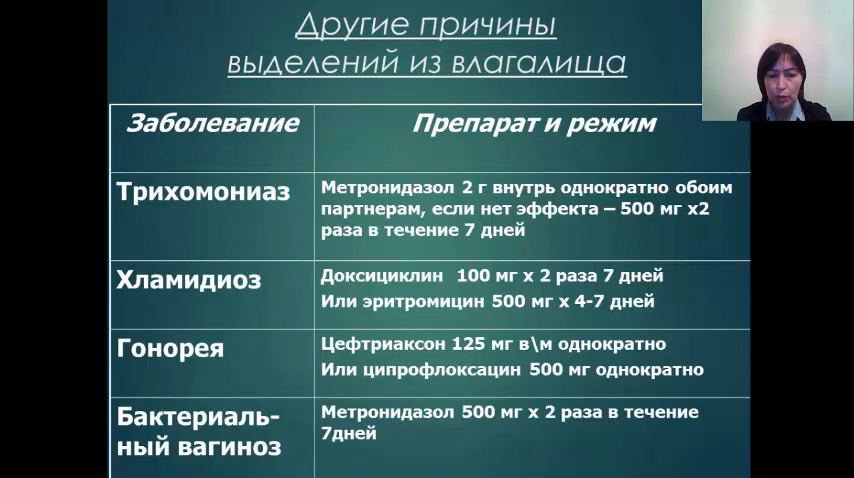 Другие причины
выделений из влагалища
Заболевание
Препарат и режим
Трихомониаз
Метронидазол 2 г внутрь однократно обоим
партнерам, если нет эффекта – 500 мг х2
раза в течение 7 дней
Хламидиоз
Доксициклин 100 мг х 2 раза 7 дней
Или эритромицин 500 мг х 4-7 дней
Гонорея
Цефтриаксон 125 мг в\м однократно
Или ципрофлоксацин 500 мг однократно
Бактериаль-
ный вагиноз
Метронидазол 500 мг х 2 раза в течение
7дней